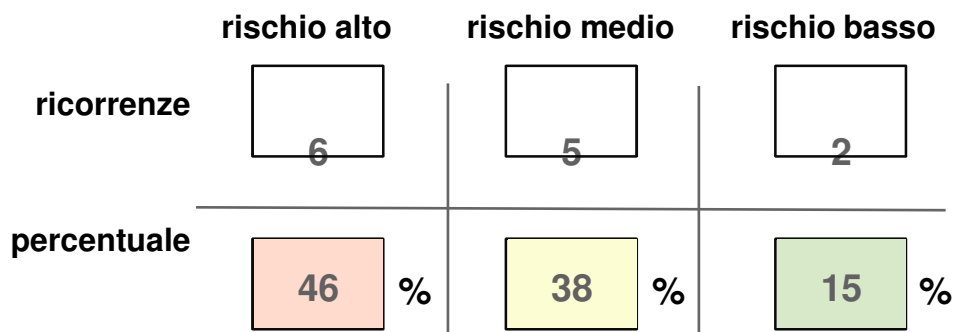 rischio alto rischio medio rischio basso
ricorrenze
6 5 2
percentuale
46 % 38 % 15 %